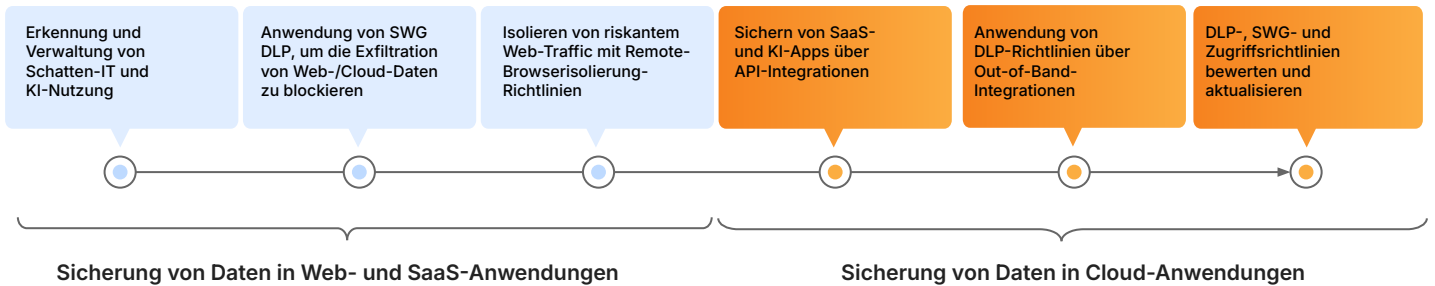 Erkennung und
Verwaltung von
Schatten-IT und
KI-Nutzung
Anwendung von SWG
DLP, um die Exfiltration
von Web-/Cloud-Daten
zu blockieren
Isolieren von riskantem
Web-Traffic mit Remote-
Browserisolierung-
Richtlinien
Sichern von SaaS-
und KI-Apps über
API-Integrationen
Anwendung von
DLP-Richtlinien über
Out-of-Band-
Integrationen
DLP-, SWG- und
Zugriffsrichtlinien
bewerten und
aktualisieren
Sicherung von Daten in Web- und SaaS-Anwendungen
Sicherung von Daten in Cloud-Anwendungen